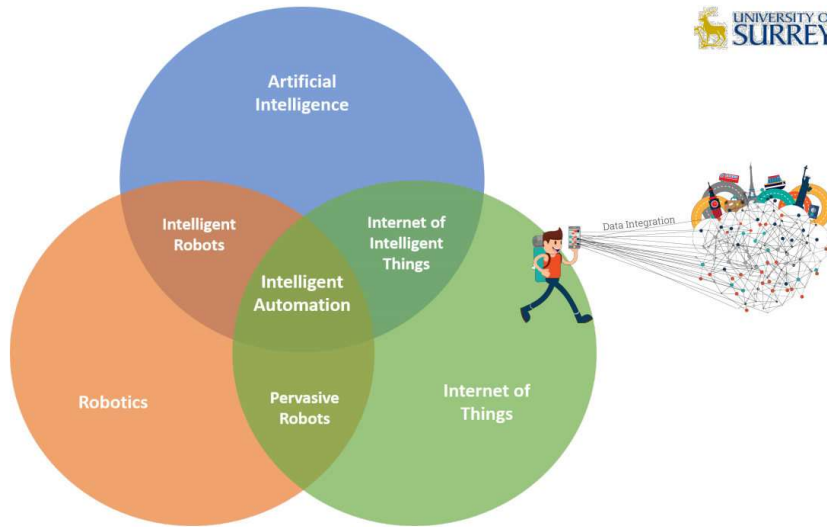 UNIVERSITY OF
SURREY
Artificial
Intelligence
Intelligent
Robots
Internet of
Intelligent
Things
Data Integration
Intelligent
Automation
Robotics
Pervasive
Robots
Internet of
Things